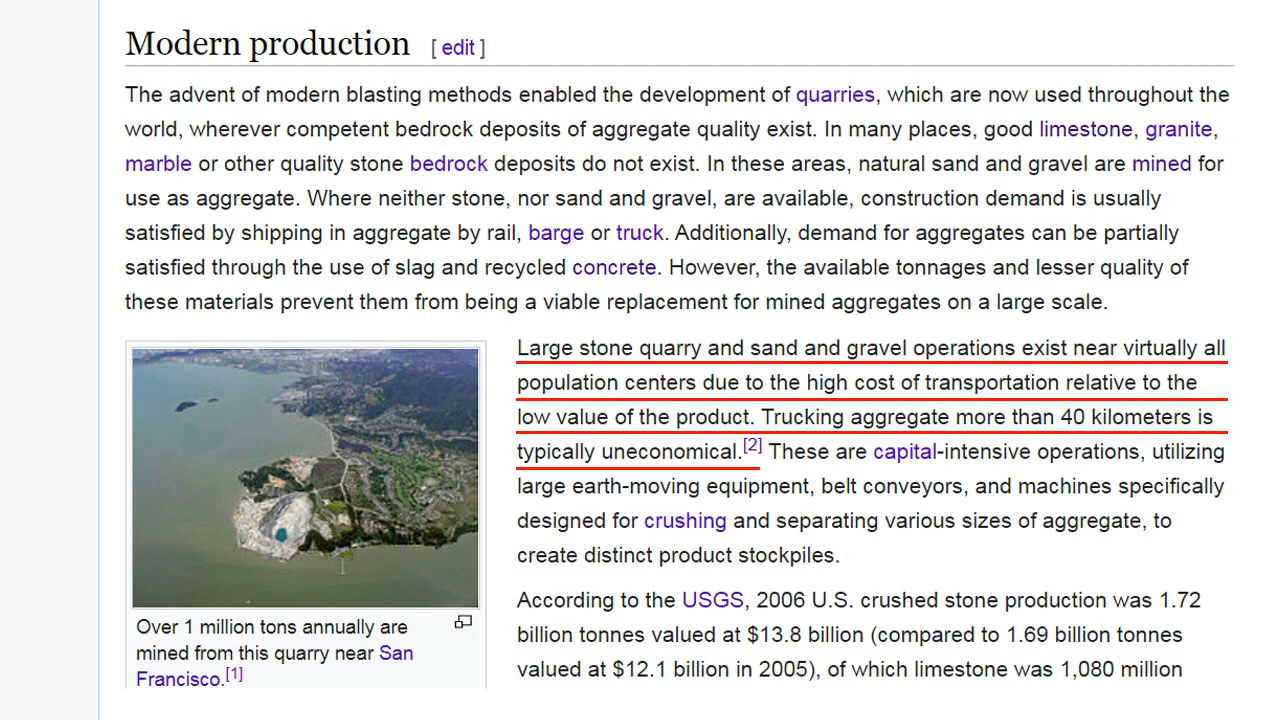 Modern production [ edit ]
The advent of modern blasting methods enabled the development of quarries, which are now used throughout the
world, wherever competent bedrock deposits of aggregate quality exist. In many places, good limestone, granite,
marble or other quality stone bedrock deposits do not exist. In these areas, natural sand and gravel are mined for
use as aggregate. Where neither stone, nor sand and gravel, are available, construction demand is usually
satisfied by shipping in aggregate by rail, barge or truck. Additionally, demand for aggregates can be partially
satisfied through the use of slag and recycled concrete. However, the available tonnages and lesser quality of
these materials prevent them from being a viable replacement for mined aggregates on a large scale.
Large stone quarry and sand and gravel operations exist near virtually all
population centers due to the high cost of transportation relative to the
low value of the product. Trucking aggregate more than 40 kilometers is
typically uneconomical.[2] These are capital-intensive operations, utilizing
large earth-moving equipment, belt conveyors, and machines specifically
designed for crushing and separating various sizes of aggregate, to
create distinct product stockpiles.
Over 1 million tons annually are
mined from this quarry near San
Francisco.[1]
According to the USGS, 2006 U.S. crushed stone production was 1.72
billion tonnes valued at $13.8 billion (compared to 1.69 billion tonnes
valued at $12.1 billion in 2005), of which limestone was 1,080 million